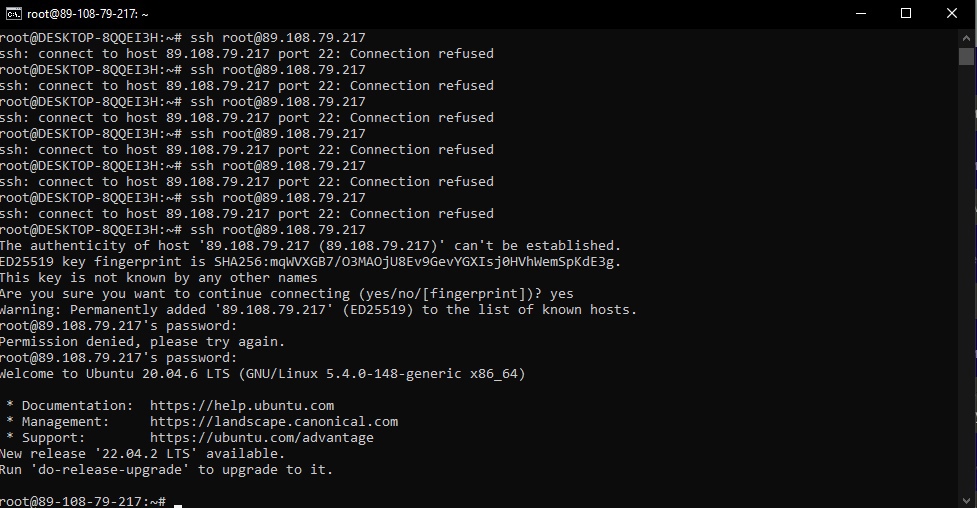 root@89-108-79-217: ~
root@DESKTOP-8QQEI3H:~# ssh root@89.108.79.217
ssh: connect to host 89.108.79.217 port 22: Connection refused
root@DESKTOP-8QQEI3H:~# ssh root@89.108.79.217
ssh: connect to host 89.108.79.217 port 22: Connection refused
root@DESKTOP-8QQEI3H:~# ssh root@89.108.79.217
ssh: connect to host 89.108.79.217 port 22: Connection refused
root@DESKTOP-8QQEI3H:~# ssh root@89.108.79.217
ssh: connect to host 89.108.79.217 port 22: Connection refused
root@DESKTOP-8QQEI3H:~# ssh root@89.108.79.217
ssh: connect to host 89.108.79.217 port 22: Connection refused
root@DESKTOP-8QQEI3H:~# ssh root@89.108.79.217
ssh: connect to host 89.108.79.217 port 22: Connection refused
root@DESKTOP-8QQEI3H:~# ssh root@89.108.79.217
The authenticity of host '89.108.79.217 (89.108.79.217)' can't be established.
ED25519 key fingerprint is SHA256:mqWVXGB7/O3MAOjU8Ev9GevYGXIsj0HVhWemSpKdE3g.
This key is not known by any other names
Are you sure you want to continue connecting (yes/no/[fingerprint])? yes
Warning: Permanently added '89.108.79.217' (ED25519) to the list of known hosts.
root@89.108.79.217's password:
Permission denied, please try again.
root@89.108.79.217's password:
Welcome to Ubuntu 20.04.6 LTS (GNU/Linux 5.4.0-148-generic x86_64)
* Documentation:  https://help.ubuntu.com
* Management:     https://landscape.canonical.com
* Support:        https://ubuntu.com/advantage
New release '22.04.2 LTS' available.
Run 'do-release-upgrade' to upgrade to it.
root@89-108-79-217:~#